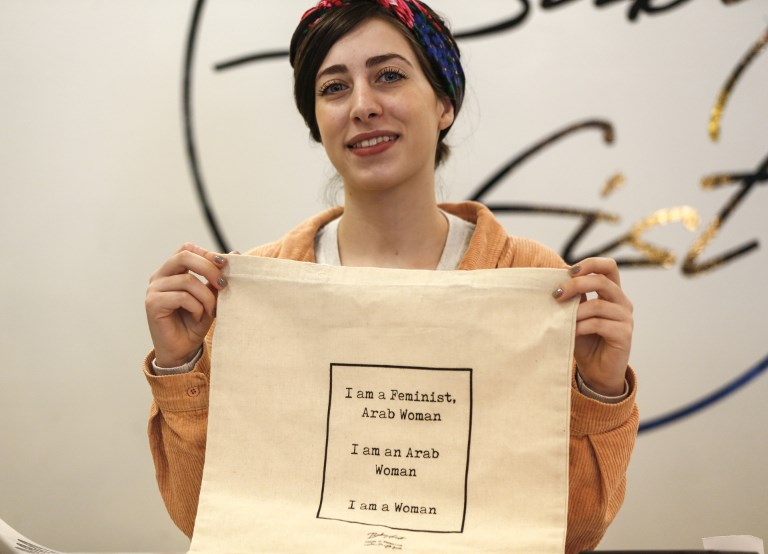 I am a Feminist,
Arab Woman
I am an Arab
Woman
I am a Woman